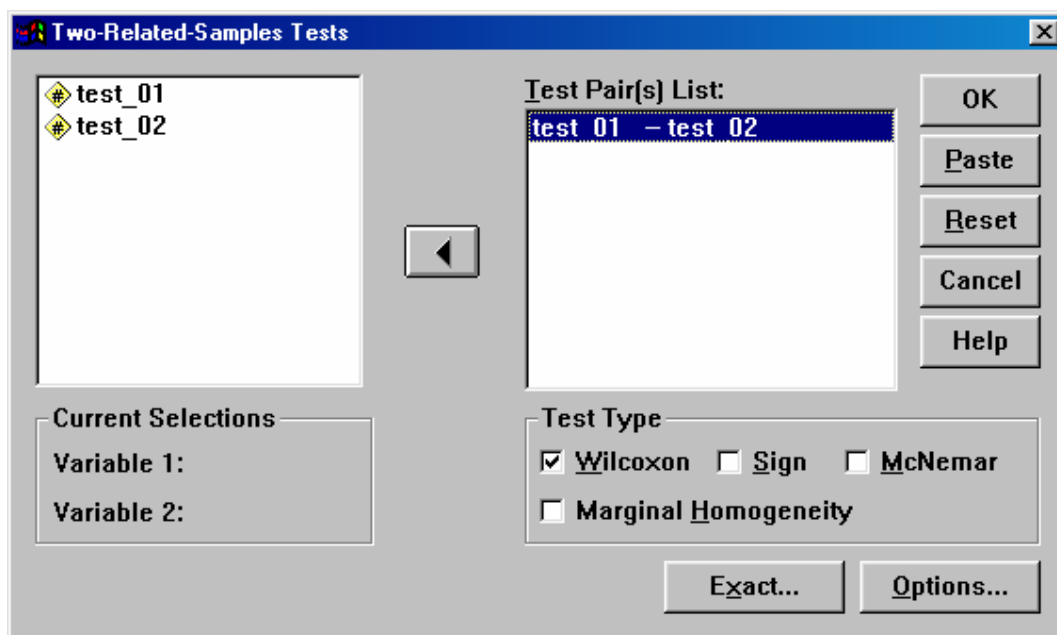 Two-Related-Samples Tests
# test_01
# test_02
Test Pair(s) List:
test_01 – test_02
OK
Paste
Reset
Cancel
Help
Current Selections
Variable 1:
Variable 2:
Test Type
Wilcoxon Sign McNemar
Marginal Homogeneity
Exact... Options...